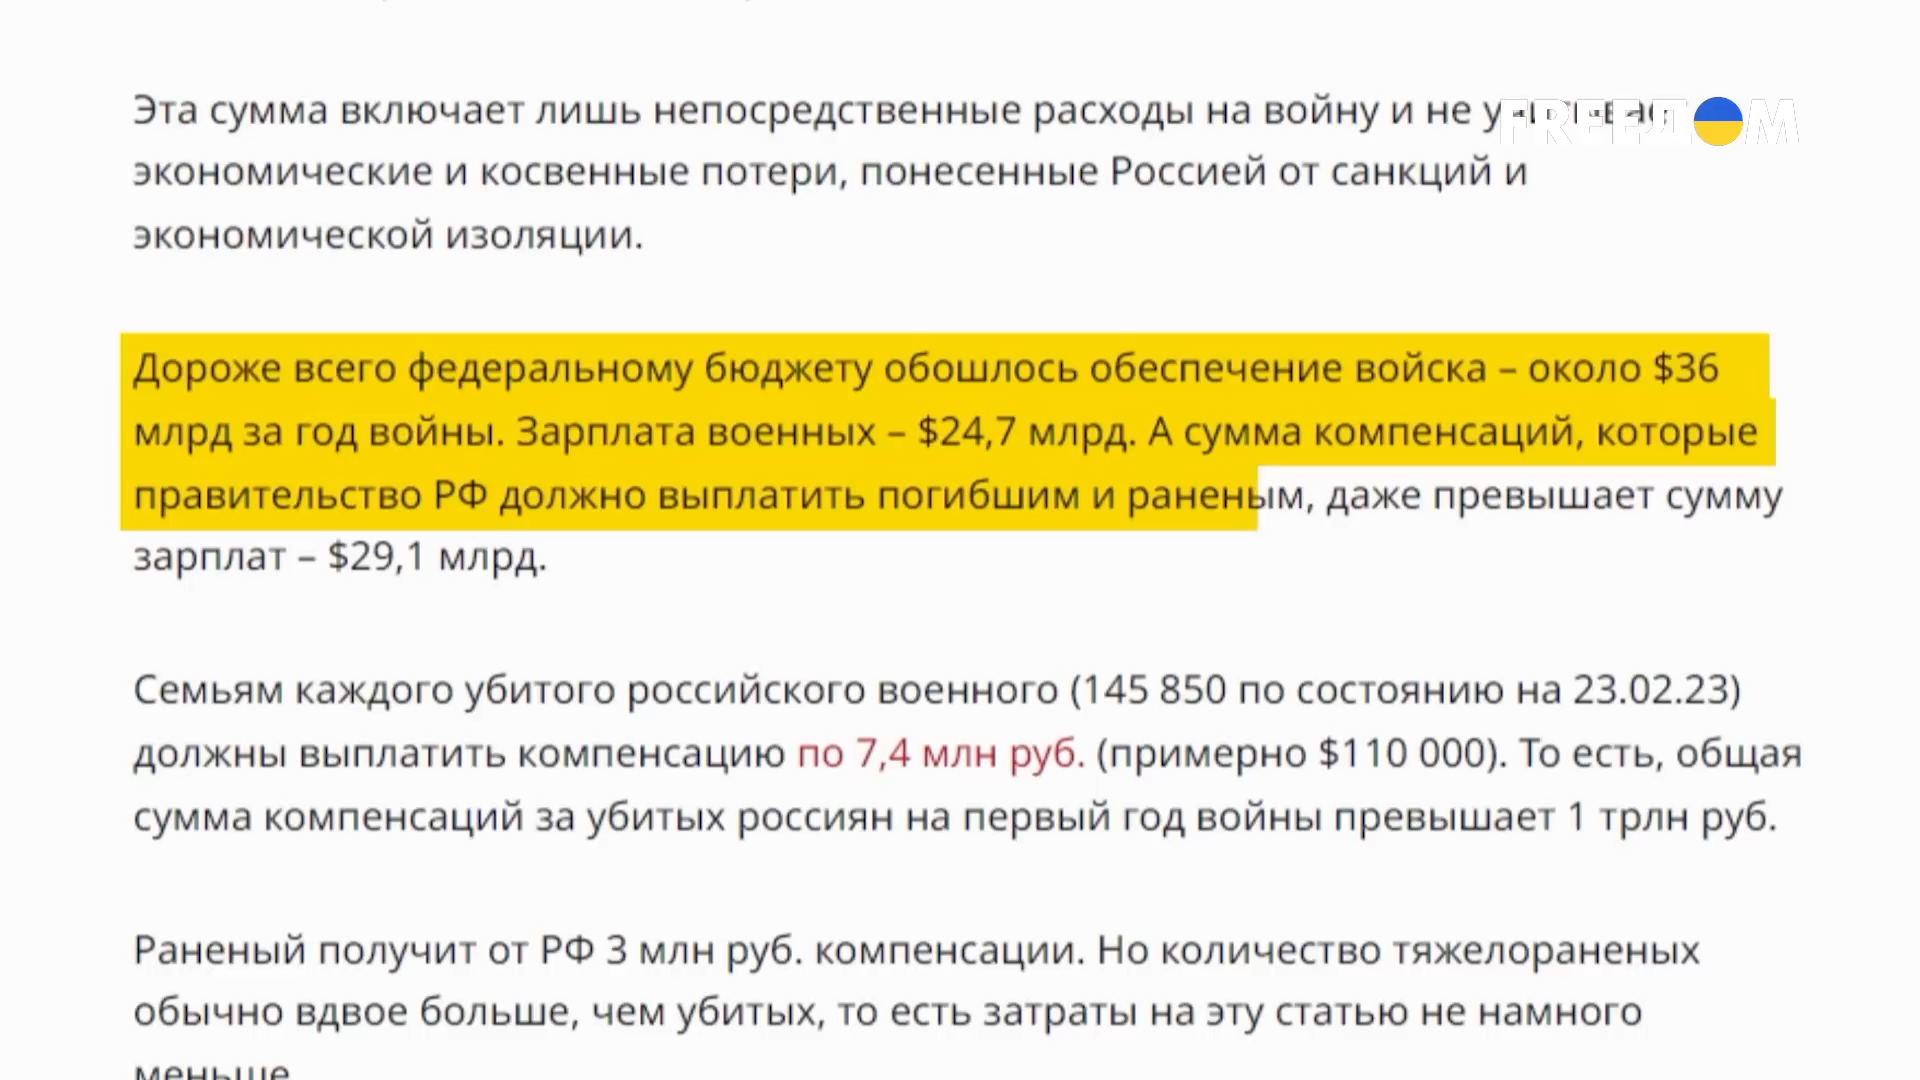 Эта сумма включает лишь непосредственные расходы на войну и не
FREEДOM
экономические и косвенные потери, понесенные Россией от санкций и
экономической изоляции.
Дороже всего федеральному бюджету обошлось обеспечение войска – около $36
млрд за год войны. Зарплата военных – $24,7 млрд. А сумма компенсаций, которые
правительство РФ должно выплатить погибшим и раненым, даже превышает сумму
зарплат – $29,1 млрд.
Семьям каждого убитого российского военного (145 850 по состоянию на 23.02.23)
должны выплатить компенсацию по 7,4 млн руб. (примерно $110 000). То есть, общая
сумма компенсаций за убитых россиян на первый год войны превышает 1 трлн руб.
Раненый получит от РФ 3 млн руб. компенсации. Но количество тяжелораненых
обычно вдвое больше, чем убитых, то есть затраты на эту статью не намного
меньше